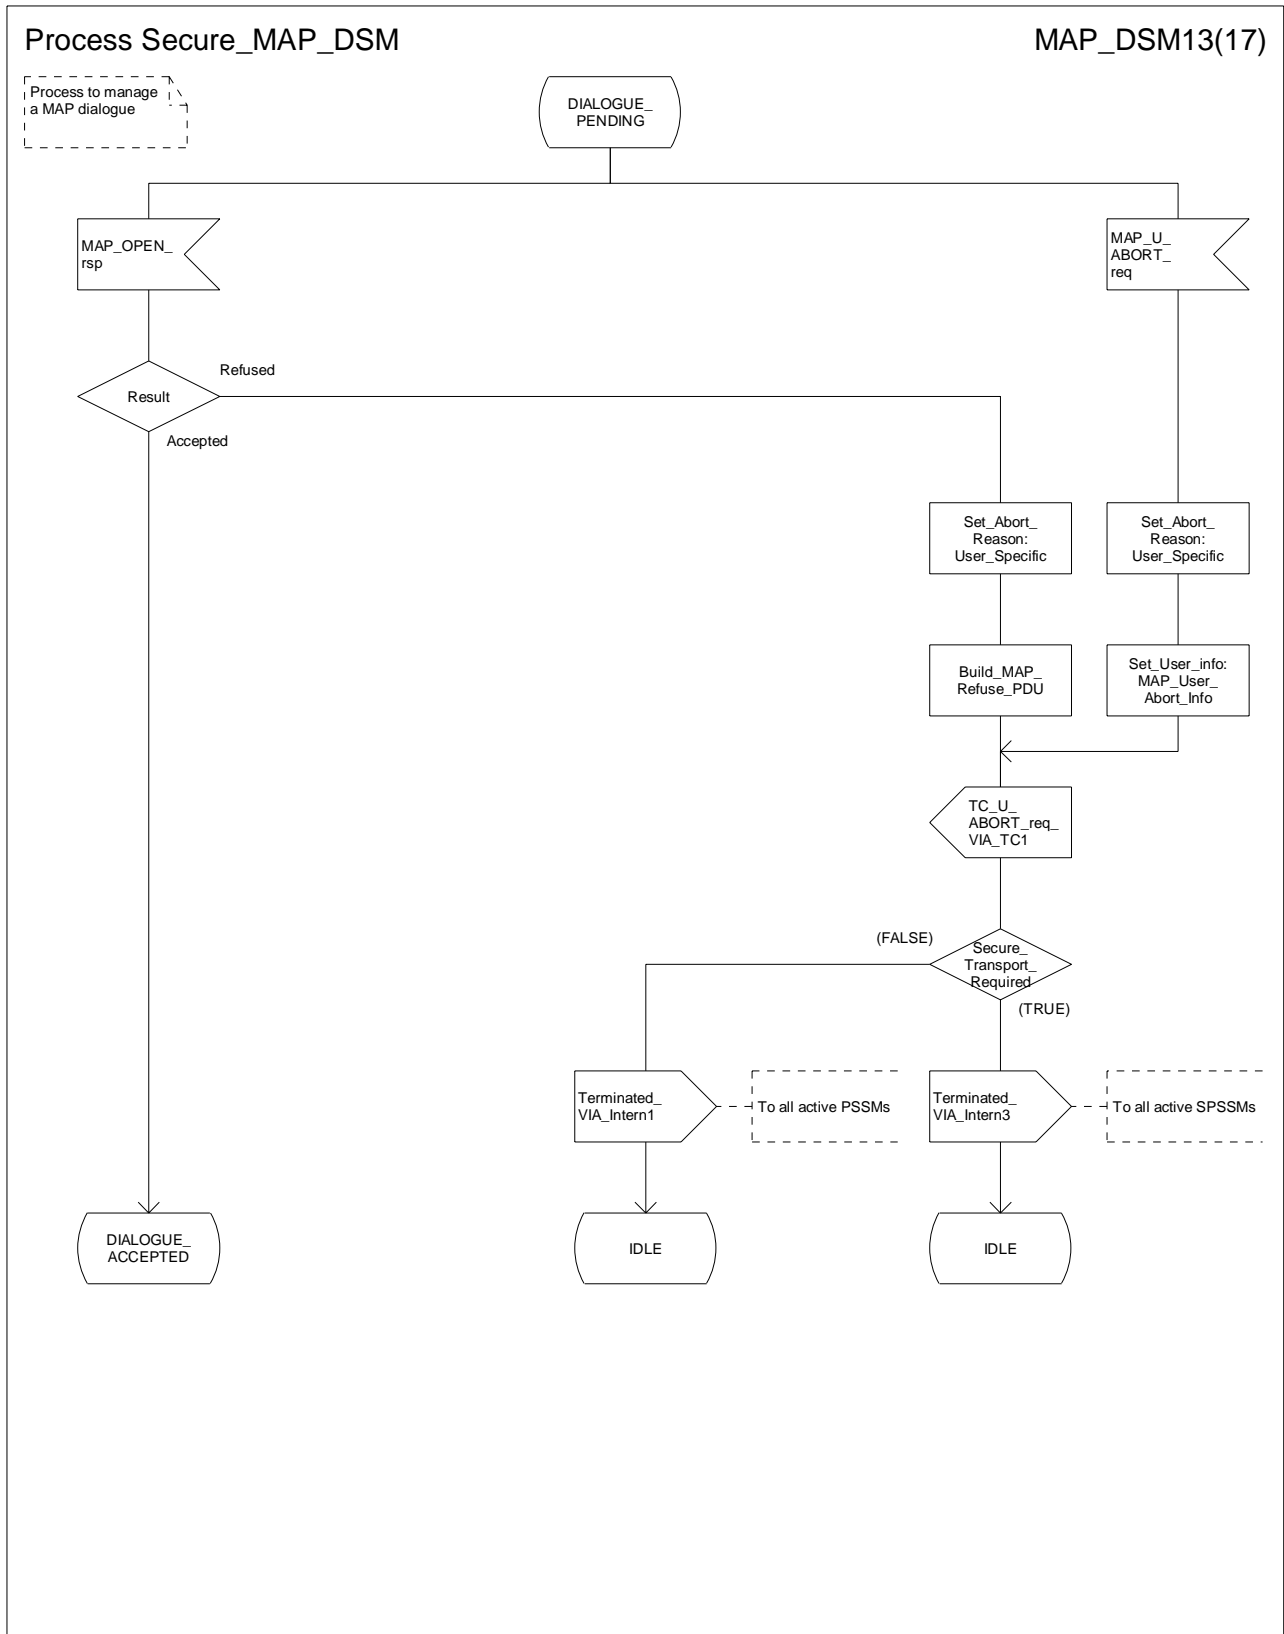 Process Secure_MAP_DSM
MAP_DSM13(17)
Process to manage
a MAP dialogue
DIALOGUE_
PENDING
MAP_OPEN_
rsp
MAP_U_
ABORT_
req
Result
Refused
Accepted
Set_Abort_
Reason:
User_Specific
Set_Abort_
Reason:
User_Specific
Build_MAP_
Refuse_PDU
Set_User_info:
MAP_User_
Abort_Info
TC_U_
ABORT_req_
VIA_TC1
(FALSE)
Secure_
Transport_
Required
(TRUE)
Terminated_
VIA_Intern1
To all active PSSMs
Terminated_
VIA_Intern3
To all active SPSSMs
DIALOGUE_
ACCEPTED
IDLE
IDLE